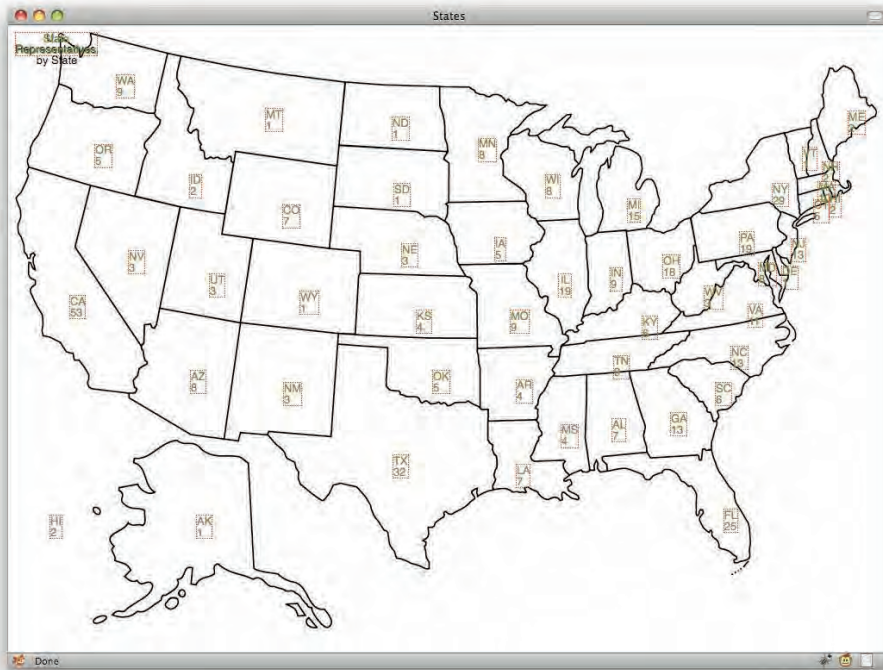 States
Representatives
by State
WA
9
MT
1
ND
1
MN
8
ME
OR
5
ID
2
SD
1
WI
8
MI
15
NY
29
CO
7
NV
3
UT
3
NE
3
IA
5
PA
19
NJ
13
CA
53
WY
1
KS
4
MO
9
IL
19
IN
9
OH
18
WV
VA
KY
AZ
8
NM
3
OK
5
AR
4
TN
NC
13
SC
6
MS
4
AL
7
GA
13
TX
32
LA
7
FL
25
HI
2
AK
1
Done